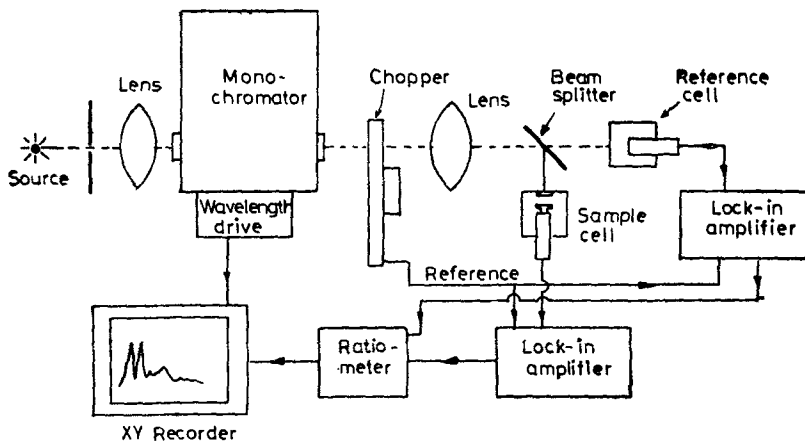 Lens
Mono-
chromator
Chopper
Lens
Beam
splitter
Reference
cell
Source
Wavelength
drive
Sample
cell
Lock-in
amplifier
Reference
Ratio-
meter
Lock-in
amplifier
XY Recorder